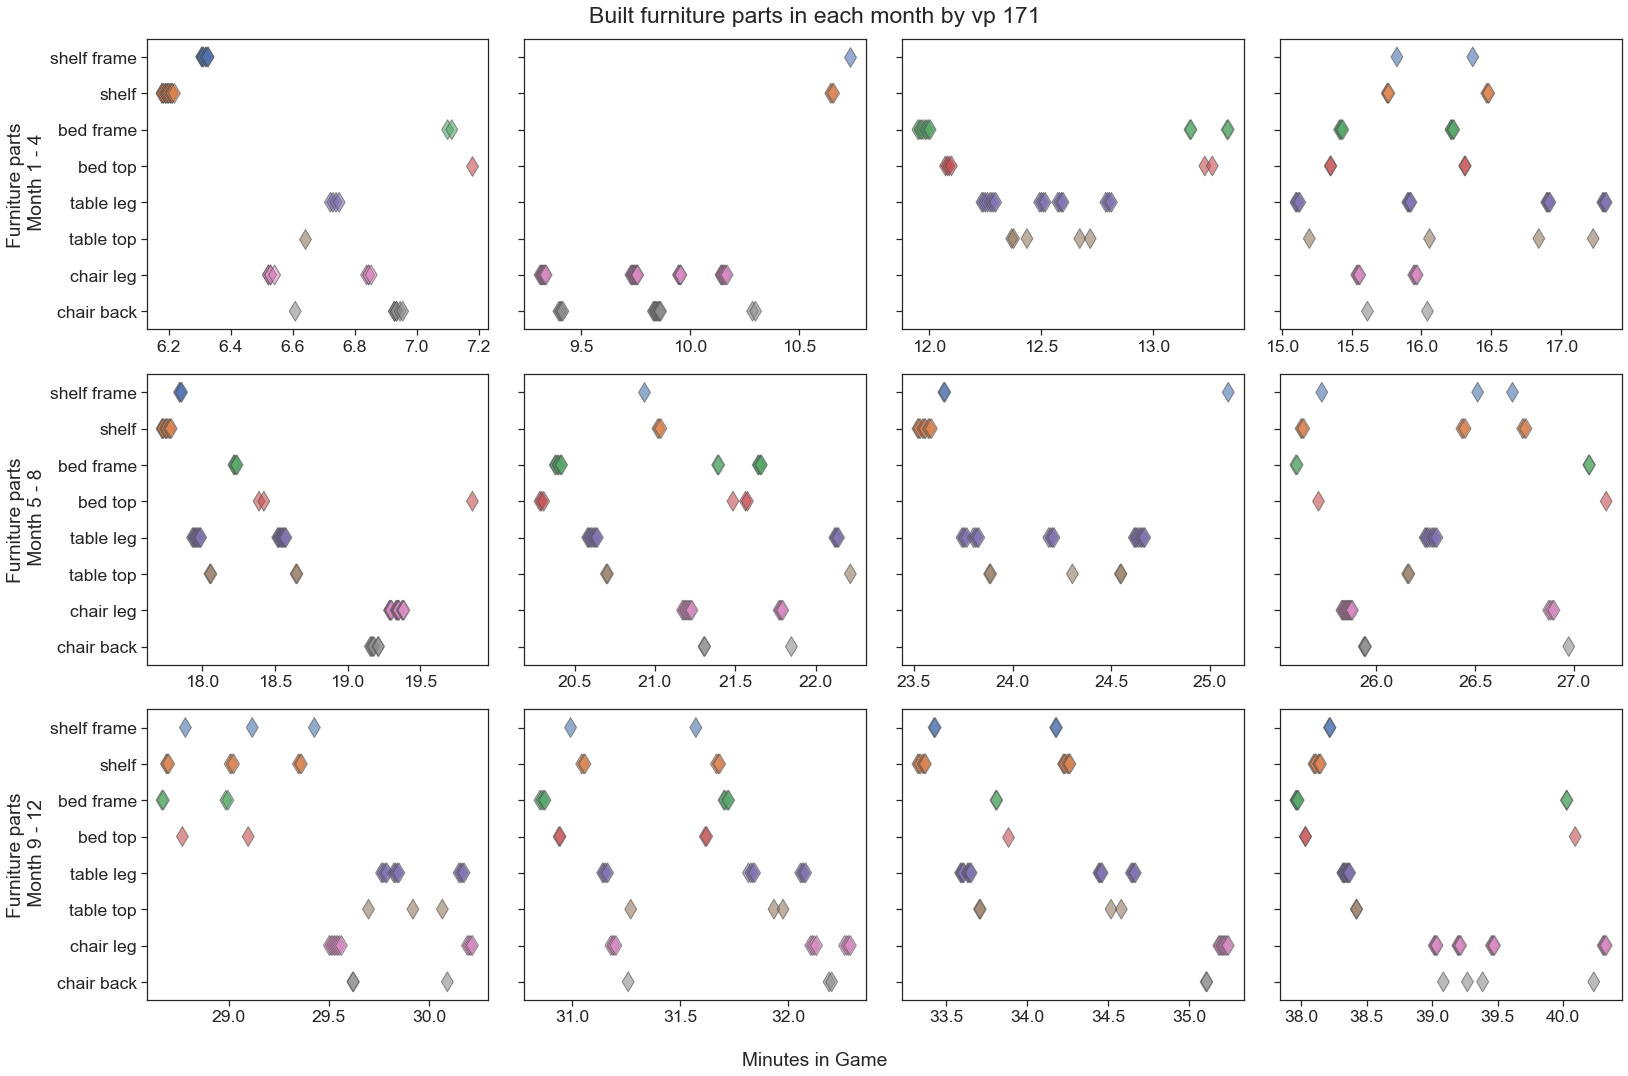 Built furniture parts in each month by vp 171
Furniture parts
Month 1 - 4
shelf frame
shelf
bed frame
bed top
table leg
table top
chair leg
chair back
6.2 6.4 6.6 6.8 7.0 7.2
9.5 10.0 10.5
12.0 12.5 13.0
15.0 15.5 16.0 16.5 17.0
Furniture parts
Month 5 - 8
shelf frame
shelf
bed frame
bed top
table leg
table top
chair leg
chair back
18.0 18.5 19.0 19.5
20.5 21.0 21.5 22.0
23.5 24.0 24.5 25.0
26.0 26.5 27.0
Furniture parts
Month 9 - 12
shelf frame
shelf
bed frame
bed top
table leg
table top
chair leg
chair back
29.0 29.5 30.0
31.0 31.5 32.0
33.5 34.0 34.5 35.0
38.0 38.5 39.0 39.5 40.0
Minutes in Game